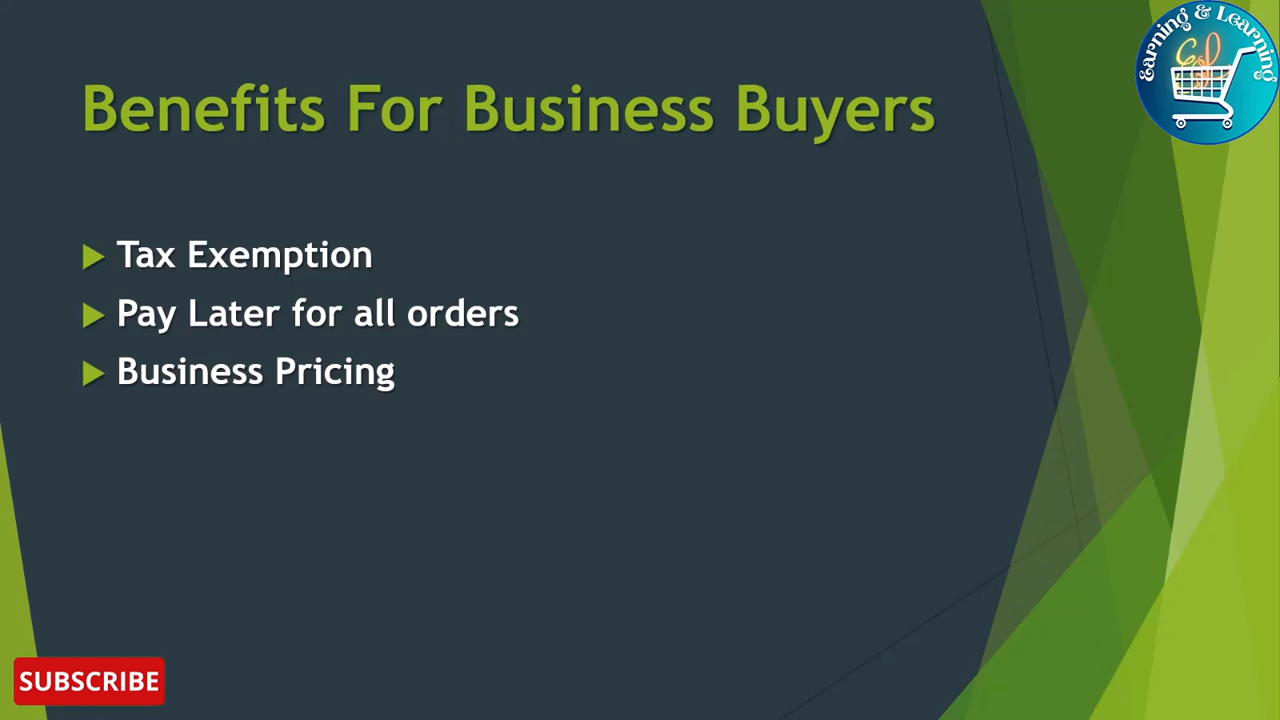 Earning & Learning
Benefits For Business Buyers
Tax Exemption
Pay Later for all orders
Business Pricing
SUBSCRIBE